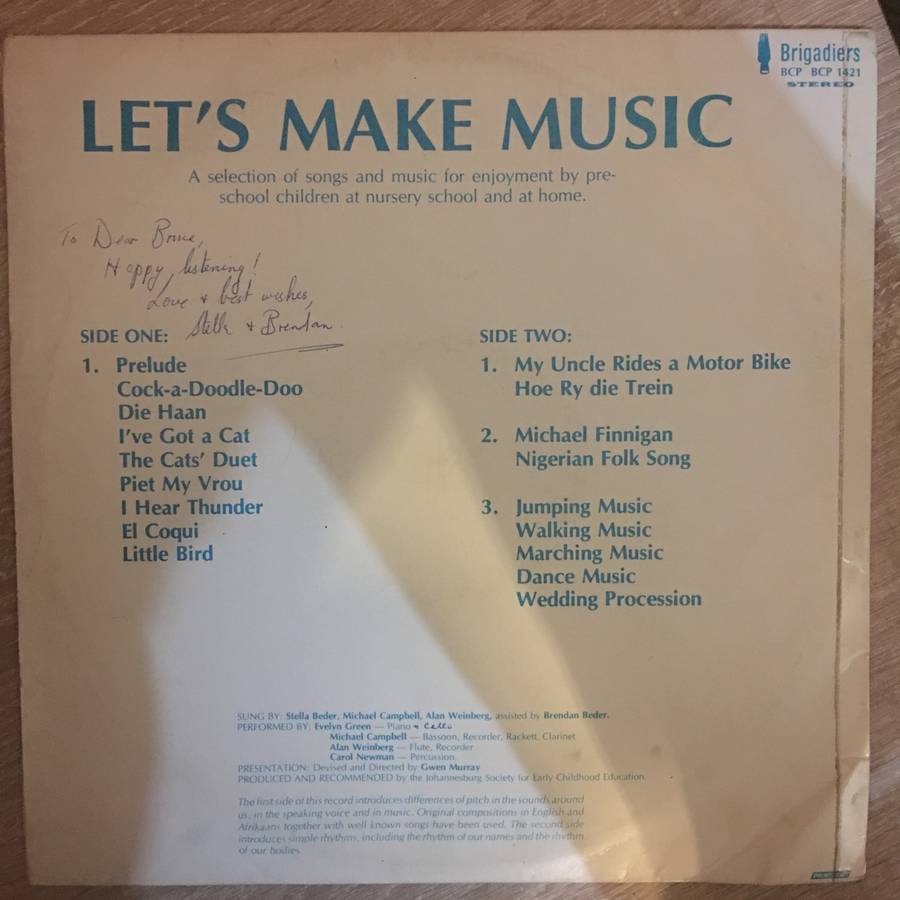 Brigadiers
BCP BCP 1421
STEREO
LET'S MAKE MUSIC
A selection of songs and music for enjoyment by pre-
school children at nursery school and at home.
To Dear Bruce,
Happy listening!
Love + best wishes,
Stella + Brendan
SIDE ONE:
1. Prelude
Cock-a-Doodle-Doo
Die Haan
I've Got a Cat
The Cats' Duet
Piet My Vrou
I Hear Thunder
El Coqui
Little Bird
SIDE TWO:
1. My Uncle Rides a Motor Bike
Hoe Ry die Trein
2. Michael Finnigan
Nigerian Folk Song
3. Jumping Music
Walking Music
Marching Music
Dance Music
Wedding Procession
SUNG BY: Stella Beder, Michael Campbell, Alan Weinberg, assisted by Brendan Beder.
PERFORMED BY: Evelyn Green — Piano + Cello
Michael Campbell — Bassoon, Recorder, Rackett, Clarinet
Alan Weinberg — Flute, Recorder
Carol Newman — Percussion.
PRESENTATION: Devised and Directed by Gwen Murray
PRODUCED AND RECOMMENDED by the Johannesburg Society for Early Childhood Education.
The first side of this record introduces differences of pitch in the sounds around
us, in the speaking voice and in music. Original compositions in English and
Afrikaans together with well known songs have been used. The second side
introduces simple rhythms, including the rhythm of our names and the rhythm
of our bodies.